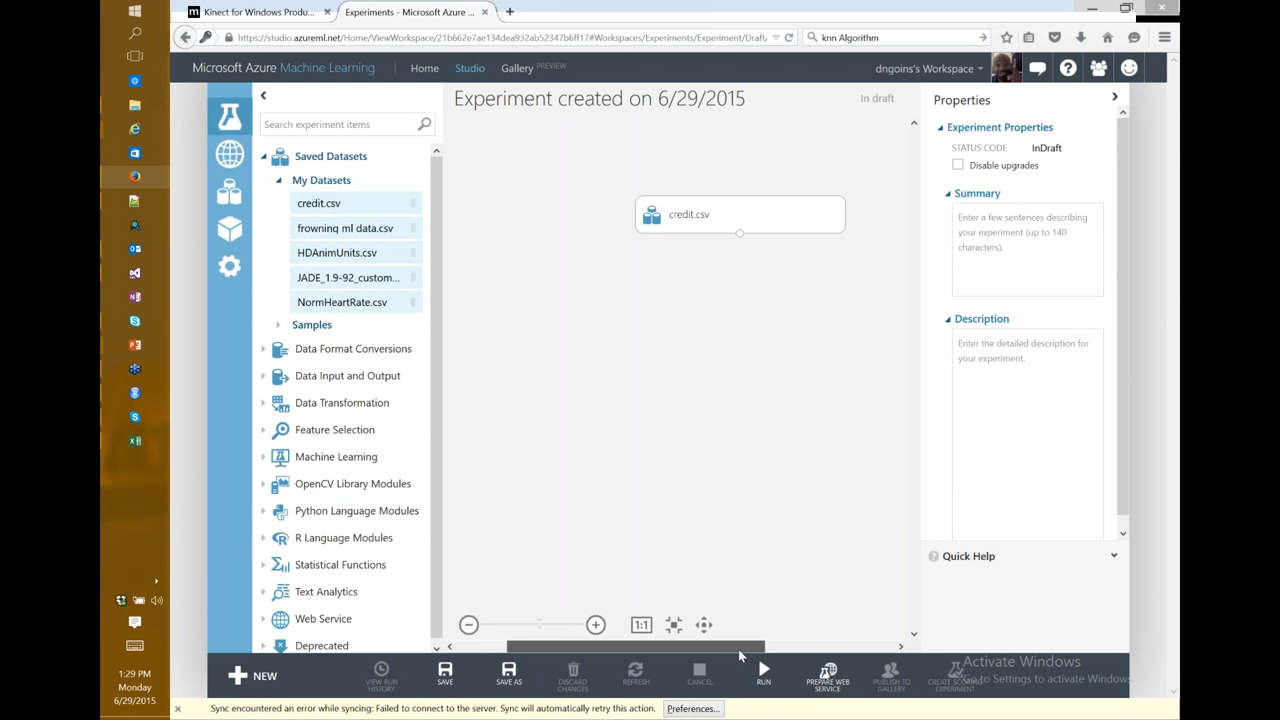 Kinect for Windows Produ...
Experiments - Microsoft Azure ...
https://studio.azureml.net/Home/ViewWorkspace/21b662e7ae134dea932ab52347b6ff17#Workspaces/Experiments/Experiment/Draft/
knn Algorithm
Microsoft Azure Machine Learning
Home
Studio
Gallery PREVIEW
dngoins's Workspace
Experiment created on 6/29/2015
In draft
Properties
Search experiment items
Experiment Properties
STATUS CODE InDraft
Disable upgrades
Saved Datasets
My Datasets
credit.csv
frowning ml data.csv
HDAnimUnits.csv
JADE_1.9-92_custom...
NormHeartRate.csv
Samples
Data Format Conversions
Data Input and Output
Data Transformation
Feature Selection
Machine Learning
OpenCV Library Modules
Python Language Modules
R Language Modules
Statistical Functions
Text Analytics
Web Service
Deprecated
credit.csv
Summary
Enter a few sentences describing
your experiment (up to 140
characters).
Description
Enter the detailed description for
your experiment.
Quick Help
1:1
NEW
VIEW RUN
HISTORY
SAVE
SAVE AS
DISCARD
CHANGES
REFRESH
CANCEL
RUN
PREPARE WEB
SERVICE
PUBLISH TO
GALLERY
CREATE SCORING
EXPERIMENT
Activate Windows
Go to Settings to activate Windows
1:29 PM
Monday
6/29/2015
Sync encountered an error while syncing: Failed to connect to the server. Sync will automatically retry this action.
Preferences...